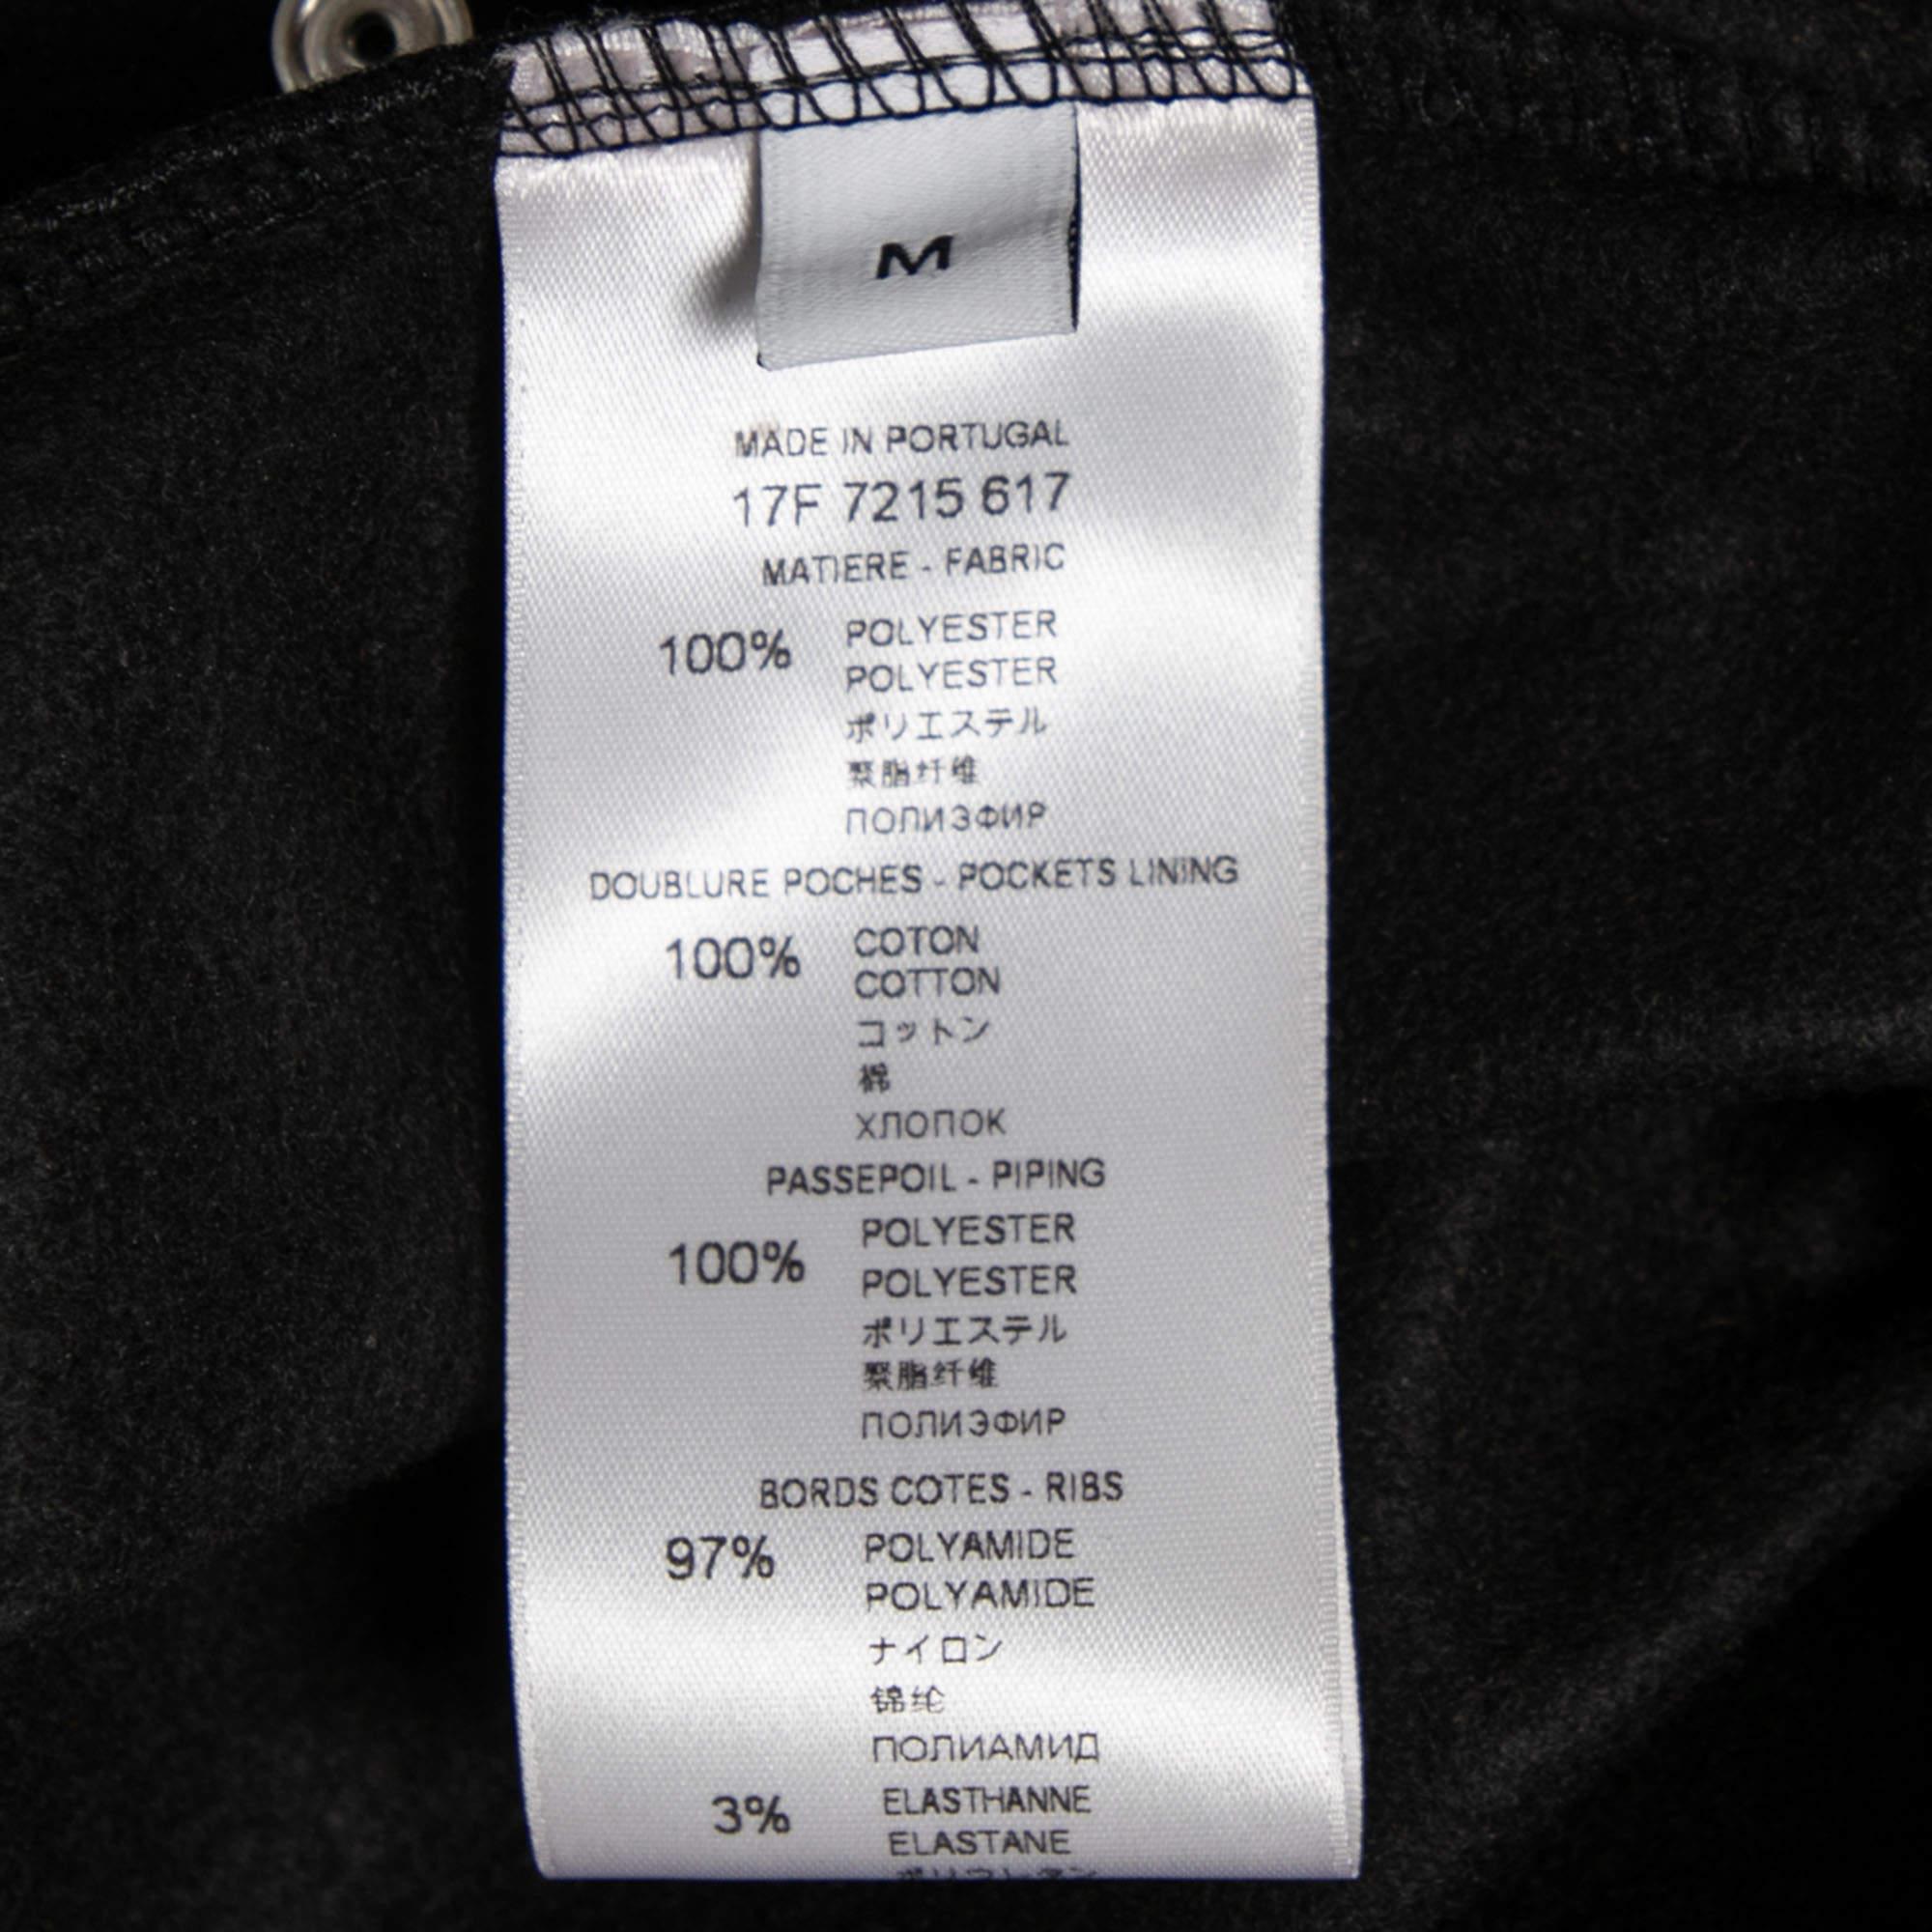 M
MADE IN PORTUGAL
17F 7215 617
MATIERE - FABRIC
100% POLYESTER
POLYESTER
ポリエステル
聚脂纤维
ПОЛИЭФИР
DOUBLURE POCHES - POCKETS LINING
100% COTON
COTTON
コットン
棉
ХЛОПОК
PASSEPOIL - PIPING
100% POLYESTER
POLYESTER
ポリエステル
聚脂纤维
ПОЛИЭФИР
BORDS COTES - RIBS
97% POLYAMIDE
POLYAMIDE
ナイロン
锦纶
ПОЛИАМИД
3% ELASTHANNE
ELASTANE